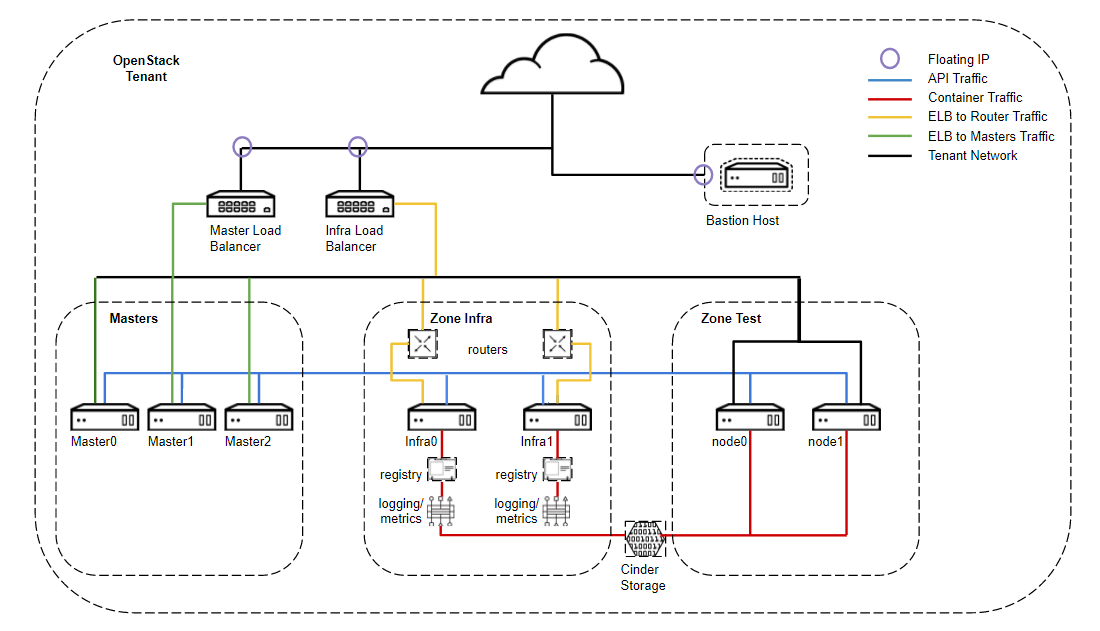 OpenStack
Tenant
Floating IP
API Traffic
Container Traffic
ELB to Router Traffic
ELB to Masters Traffic
Tenant Network
Master Load
Balancer
Infra Load
Balancer
Bastion Host
Masters
Zone Infra
Zone Test
routers
Master0
Master1
Master2
Infra0
Infra1
node0
node1
registry
registry
logging/
metrics
logging/
metrics
Cinder
Storage